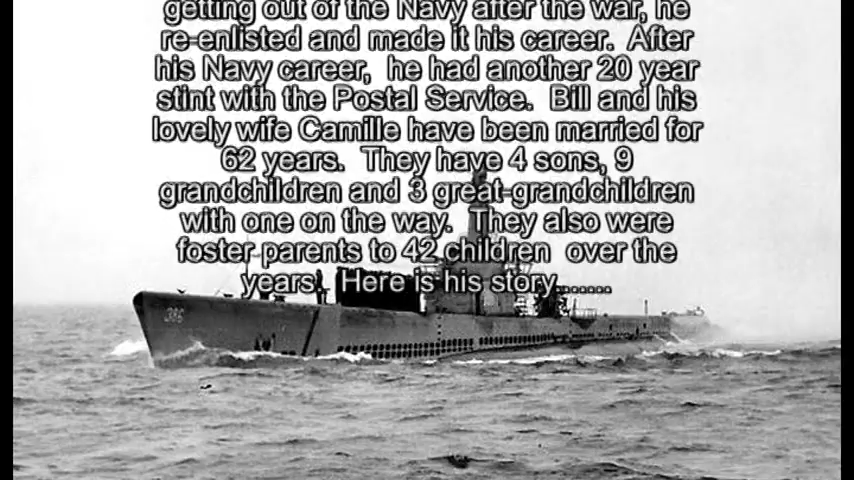 getting out of the Navy after the war, he
re-enlisted and made it his career. After
his Navy career, he had another 20 year
stint with the Postal Service. Bill and his
lovely wife Camille have been married for
62 years. They have 4 sons, 9
grandchildren and 3 great-grandchildren
with one on the way. They also were
foster parents to 42 children over the
years. Here is his story.......
386